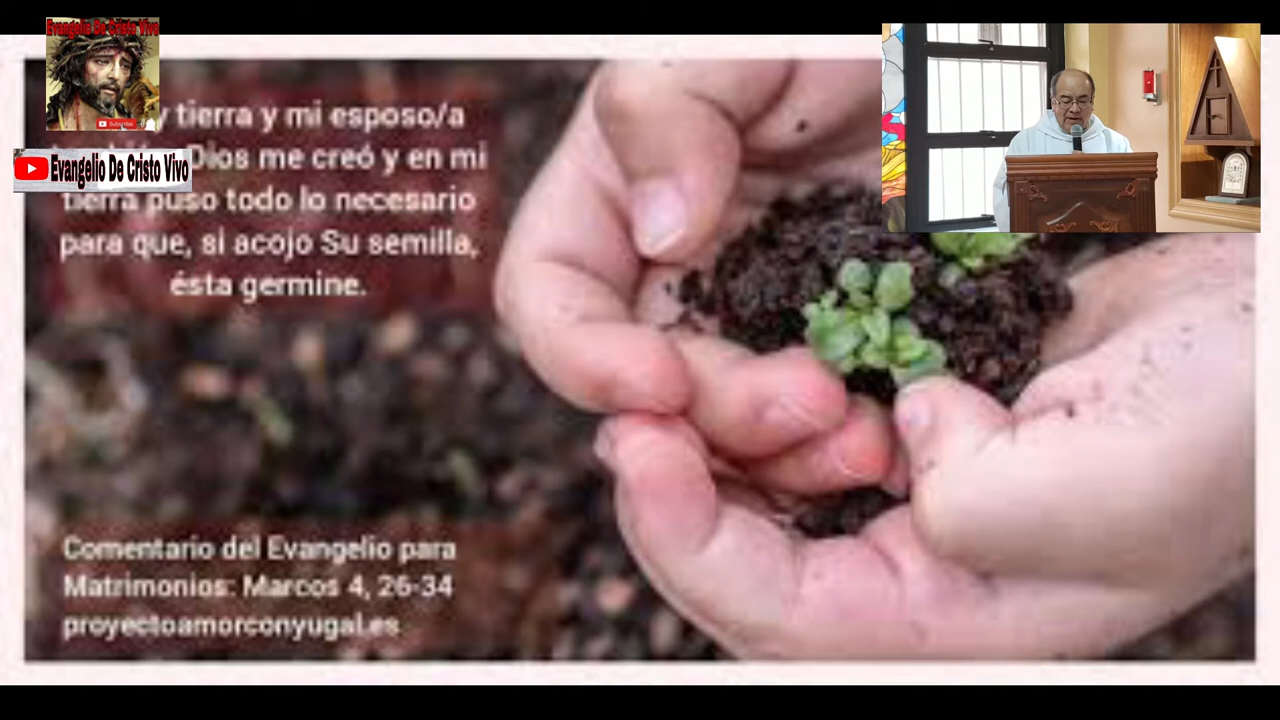 Evangelio De Cristo Vivo
Subscribe
Evangelio De Cristo Vivo
tierra y mi esposo/a
Dios me creó y en mi
tierra puso todo lo necesario
para que, si acojo Su semilla,
ésta germine.
Comentario del Evangelio para
Matrimonios: Marcos 4, 26-34
proyectoamorconyugal.es